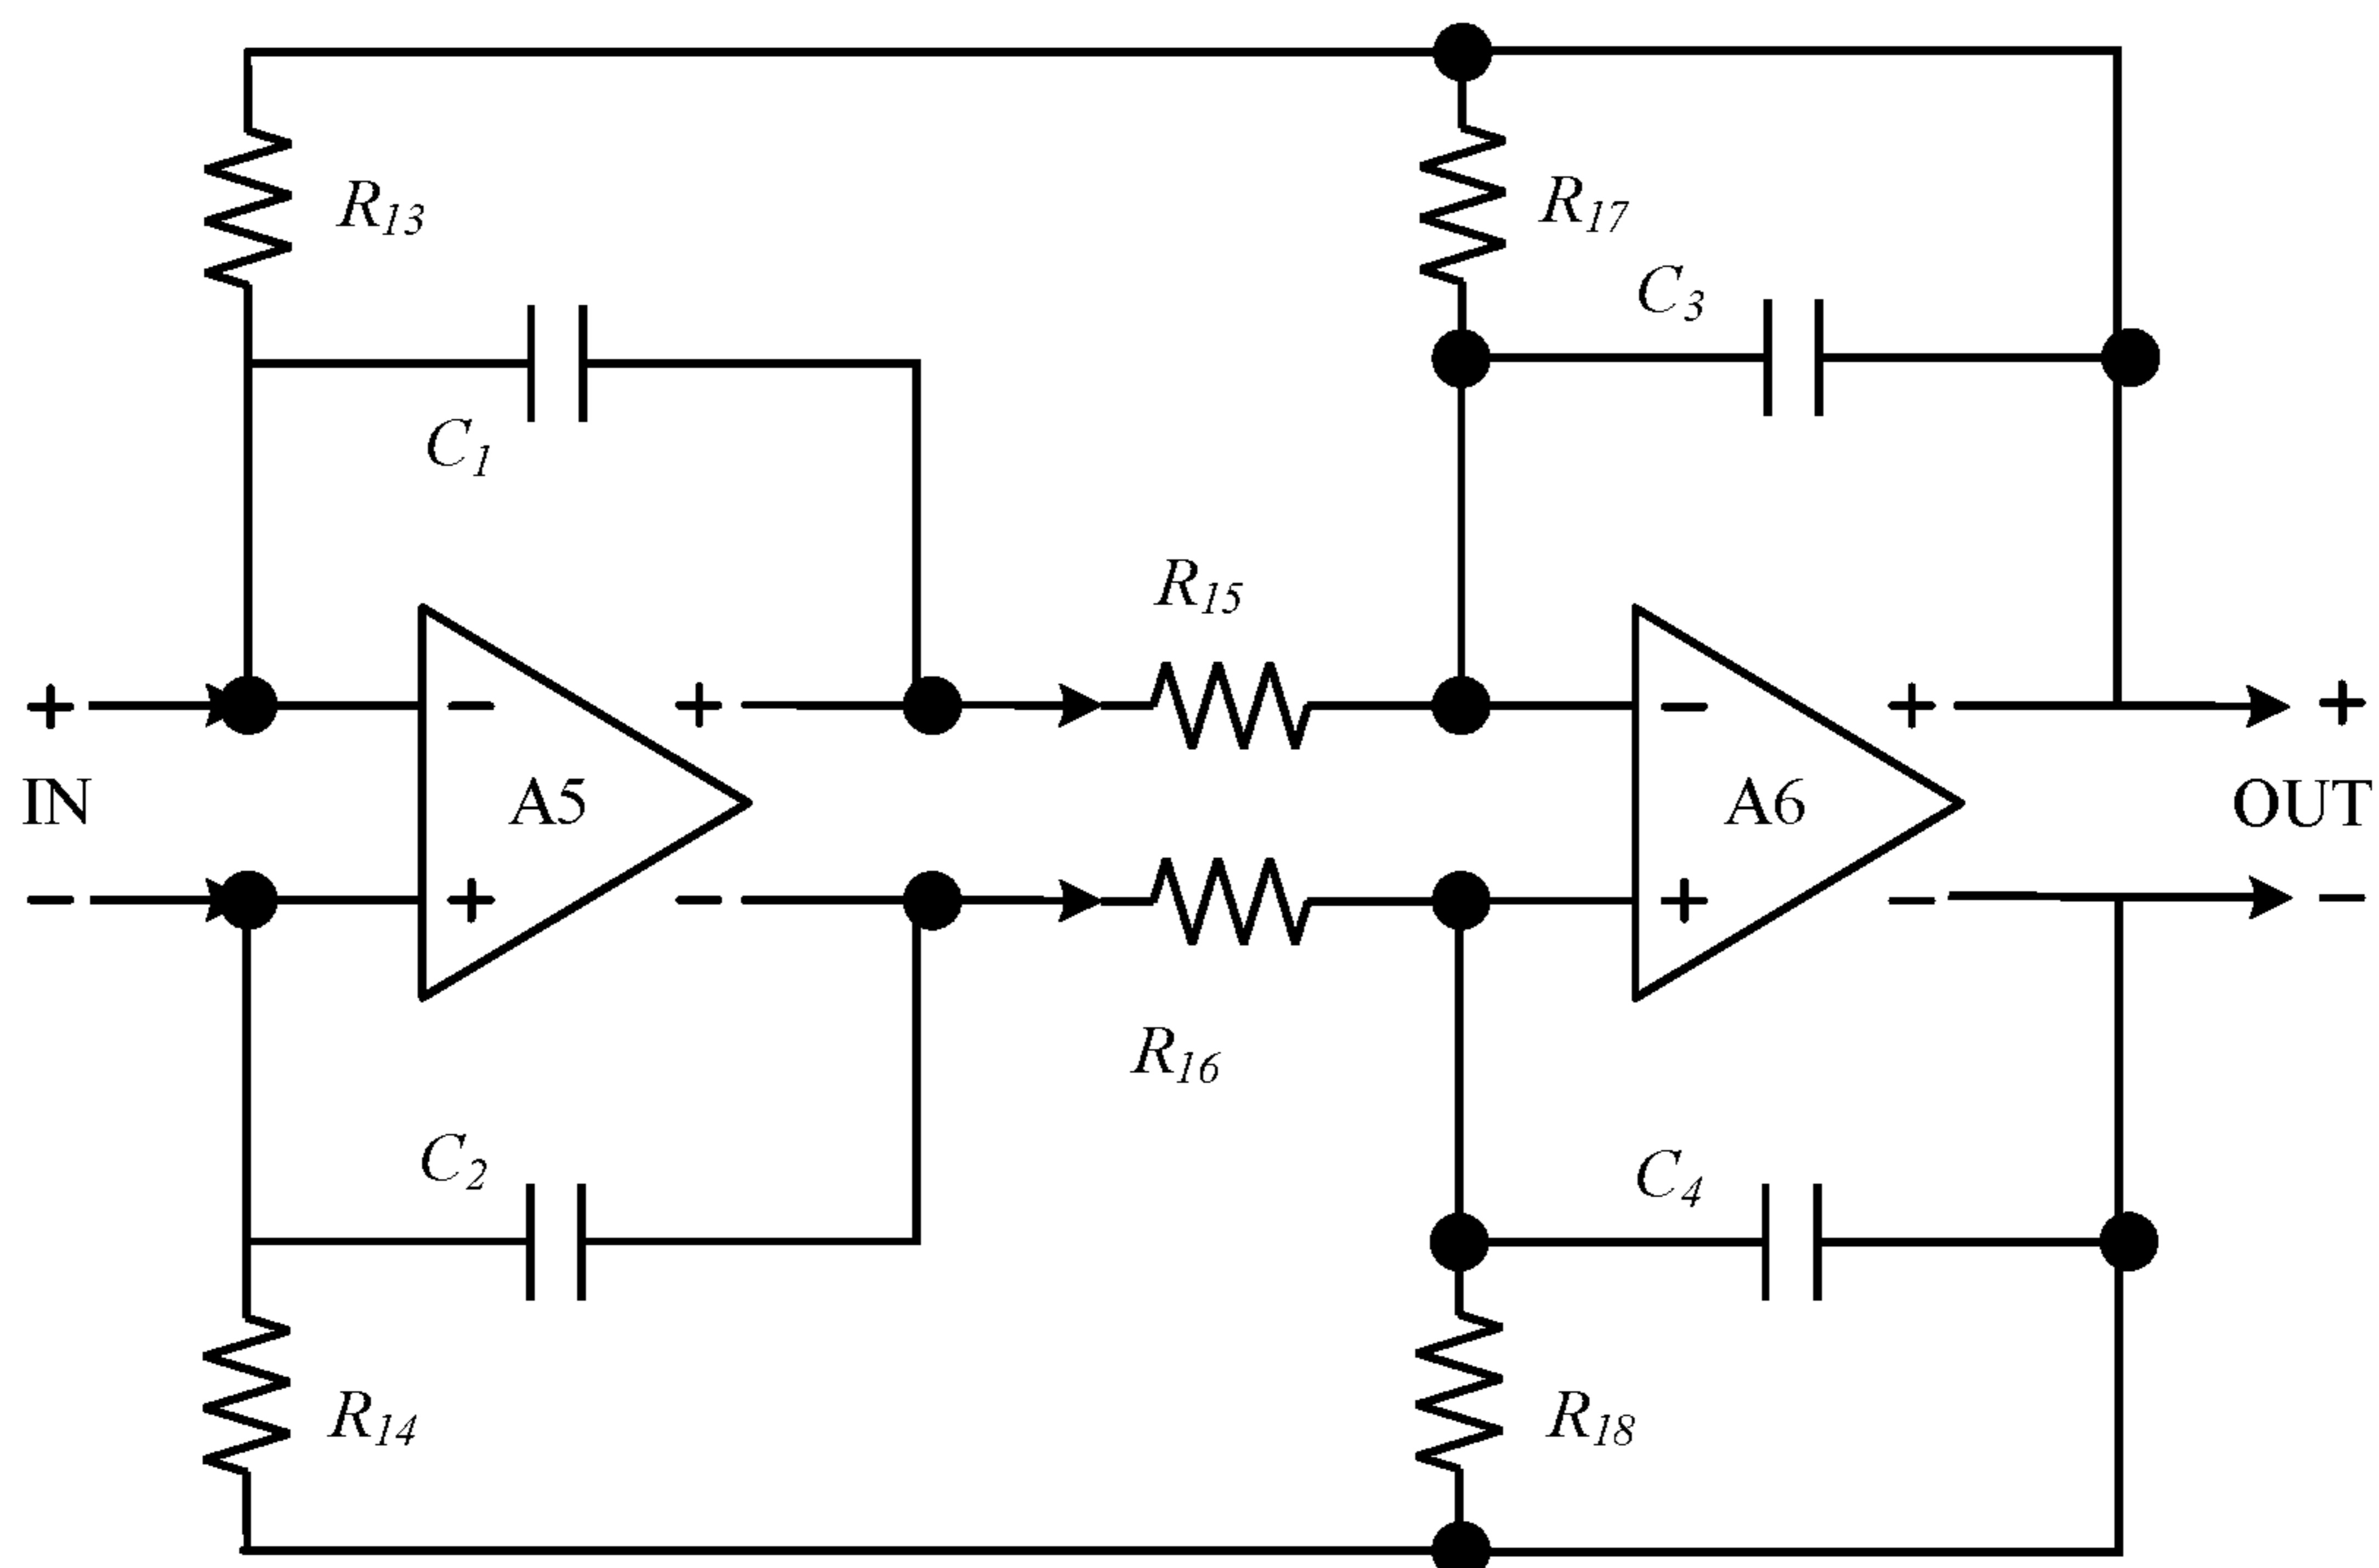 R13
R17
C3
C1
R15
+
−
+
−
+
+
IN
A5
A6
OUT
−
+
−
+
−
−
R16
C2
C4
R14
R18